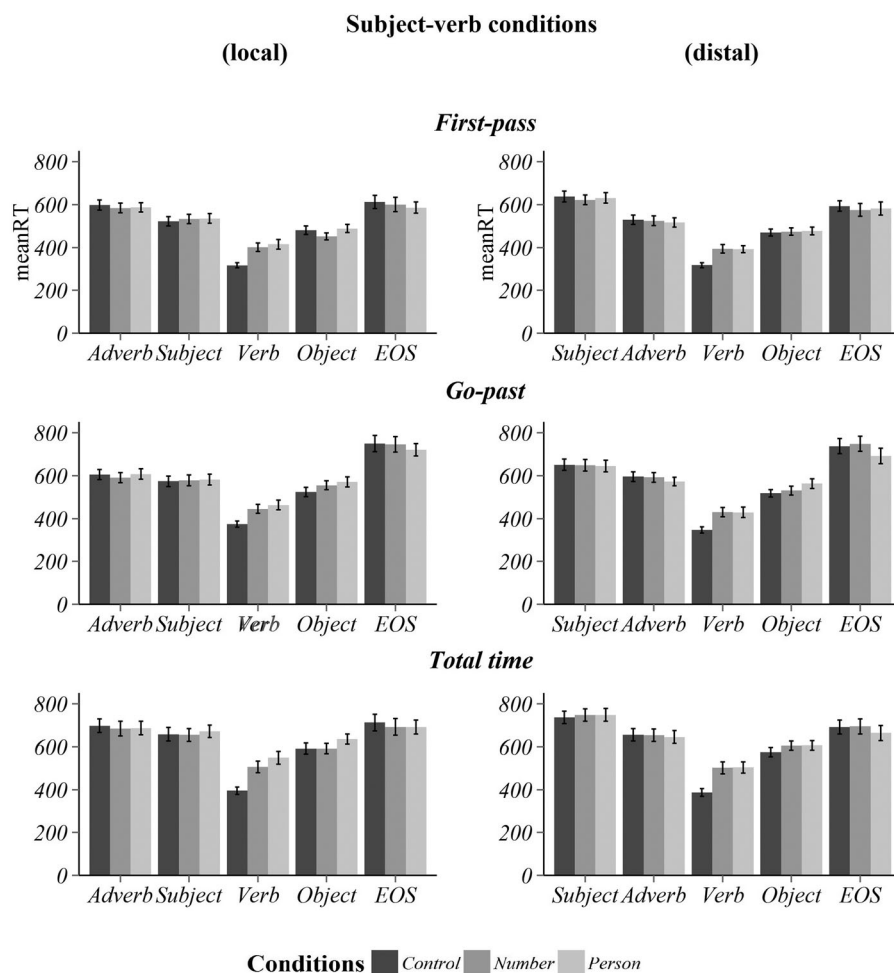 Subject-verb conditions
(local) (distal)
First-pass
800 800
600 600
meanRT 400 meanRT 400
200 200
0 0
Adverb Subject Verb Object EOS Subject Adverb Verb Object EOS
Go-past
800 800
600 600
400 400
200 200
0 0
Adverb Subject Verb Object EOS Subject Adverb Verb Object EOS
Total time
800 800
600 600
400 400
200 200
0 0
Adverb Subject Verb Object EOS Subject Adverb Verb Object EOS
Conditions Control Number Person